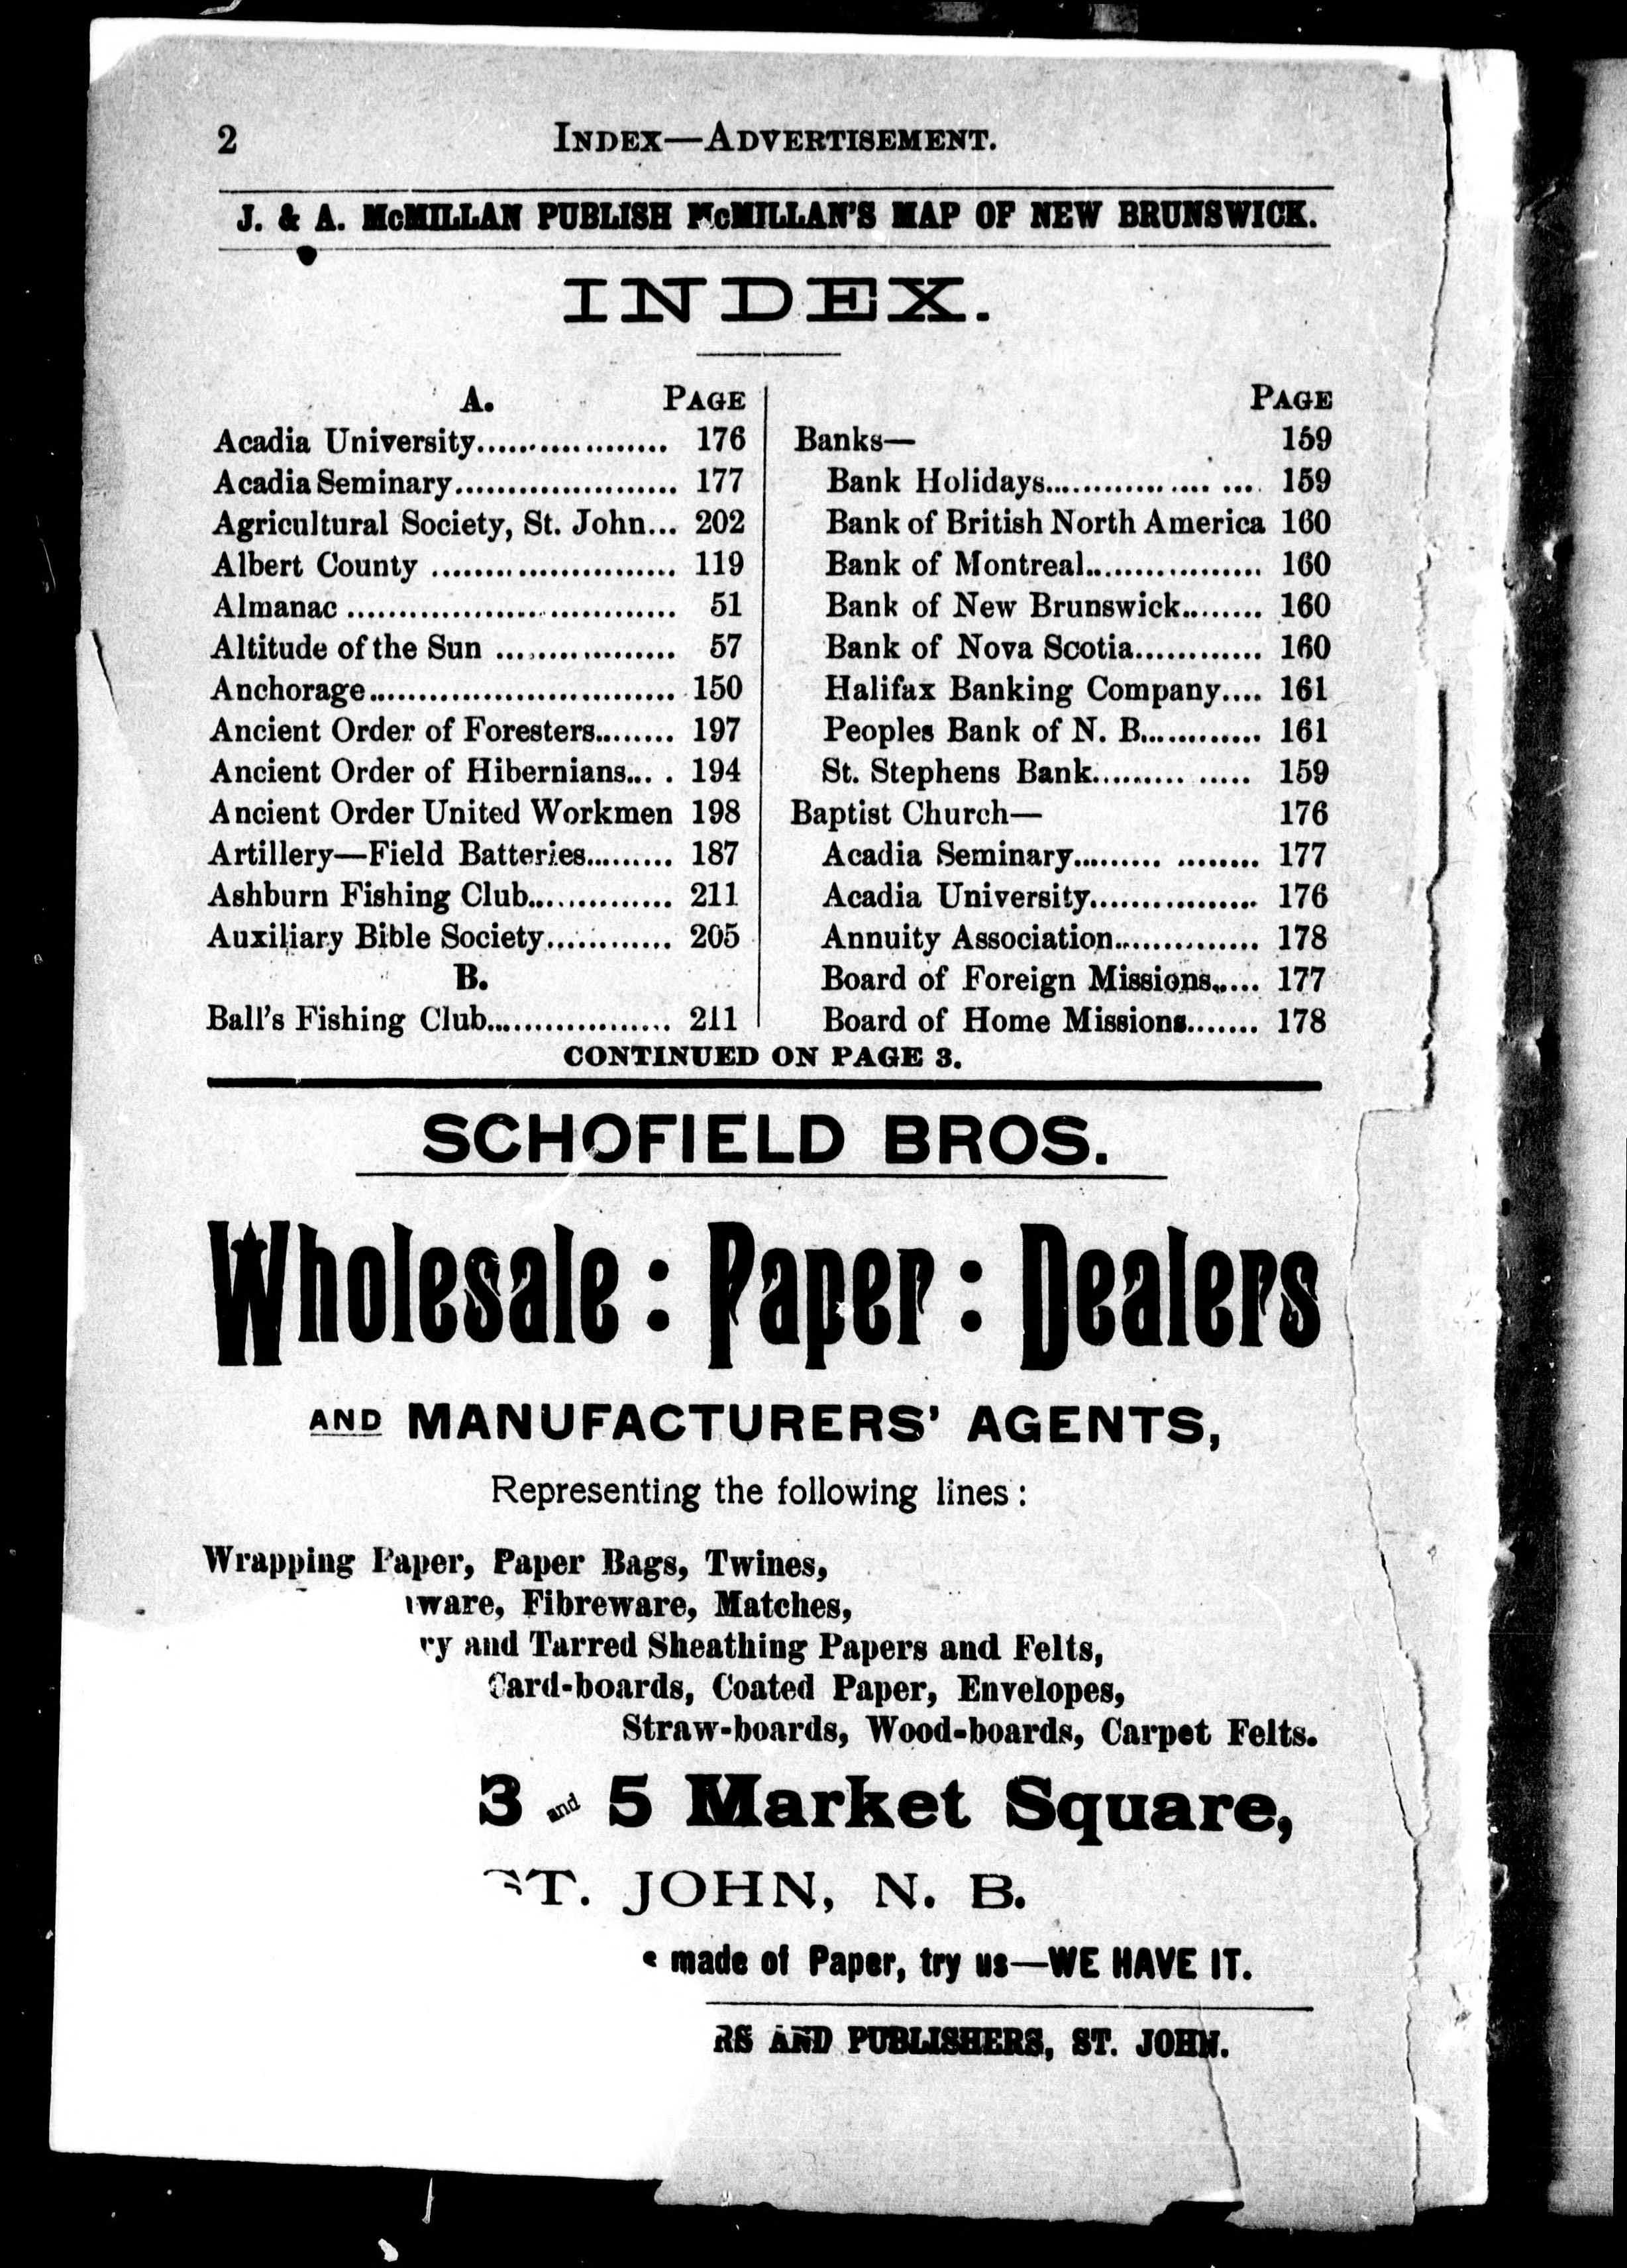 2 INDEX—ADVERTISEMENT.
J. & A. McMILLAN PUBLISH McMILLAN'S MAP OF NEW BRUNSWICK.
INDEX.
A. PAGE
Acadia University................... 176
Acadia Seminary...................... 177
Agricultural Society, St. John... 202
Albert County ........................ 119
Almanac ................................ 51
Altitude of the Sun ................. 57
Anchorage.............................. 150
Ancient Order of Foresters........ 197
Ancient Order of Hibernians... . 194
Ancient Order United Workmen 198
Artillery—Field Batteries......... 187
Ashburn Fishing Club.............. 211
Auxiliary Bible Society............ 205
B.
Ball's Fishing Club.................. 211
PAGE
Banks— 159
Bank Holidays................ .... 159
Bank of British North America 160
Bank of Montreal................. 160
Bank of New Brunswick........ 160
Bank of Nova Scotia............ 160
Halifax Banking Company.... 161
Peoples Bank of N. B............ 161
St. Stephens Bank......... ..... 159
Baptist Church— 176
Acadia Seminary......... ........ 177
Acadia University................ 176
Annuity Association.............. 178
Board of Foreign Missions..... 177
Board of Home Missions....... 178
CONTINUED ON PAGE 3.
SCHOFIELD BROS.
Wholesale : Paper : Dealers
AND MANUFACTURERS' AGENTS,
Representing the following lines :
Wrapping Paper, Paper Bags, Twines,
ware, Fibreware, Matches,
ry and Tarred Sheathing Papers and Felts,
Card-boards, Coated Paper, Envelopes,
Straw-boards, Wood-boards, Carpet Felts.
3 and 5 Market Square,
ST. JOHN, N. B.
made of Paper, try us—WE HAVE IT.
RS AND PUBLISHERS, ST. JOHN.